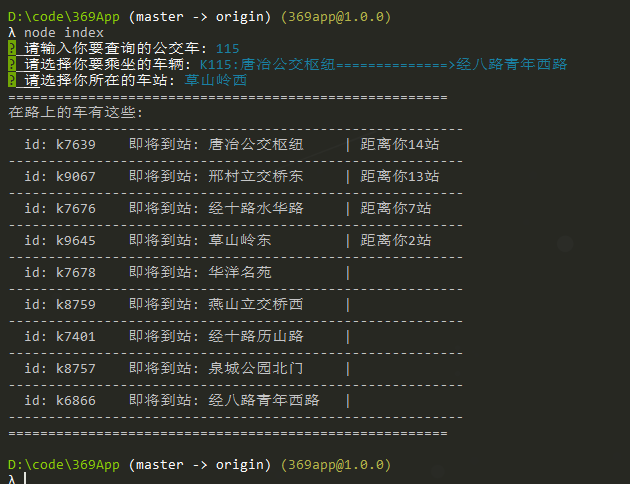 D:\code\369App (master -> origin) (369app@1.0.0)
λ node index
? 请输入你要查询的公交车: 115
? 请选择你要乘坐的车辆: K115:唐冶公交枢纽==============>经八路青年西路
? 请选择你所在的车站: 草山岭西
=======================================================
在路上的车有这些:
---------------------------------------------------------
id: k7639 即将到站: 唐冶公交枢纽 | 距离你14站
---------------------------------------------------------
id: k9067 即将到站: 邢村立交桥东 | 距离你13站
---------------------------------------------------------
id: k7676 即将到站: 经十路水华路 | 距离你7站
---------------------------------------------------------
id: k9645 即将到站: 草山岭东 | 距离你2站
---------------------------------------------------------
id: k7678 即将到站: 华洋名苑 |
---------------------------------------------------------
id: k8759 即将到站: 燕山立交桥西 |
---------------------------------------------------------
id: k7401 即将到站: 经十路历山路 |
---------------------------------------------------------
id: k8757 即将到站: 泉城公园北门 |
---------------------------------------------------------
id: k6866 即将到站: 经八路青年西路 |
---------------------------------------------------------
=======================================================
D:\code\369App (master -> origin) (369app@1.0.0)
λ